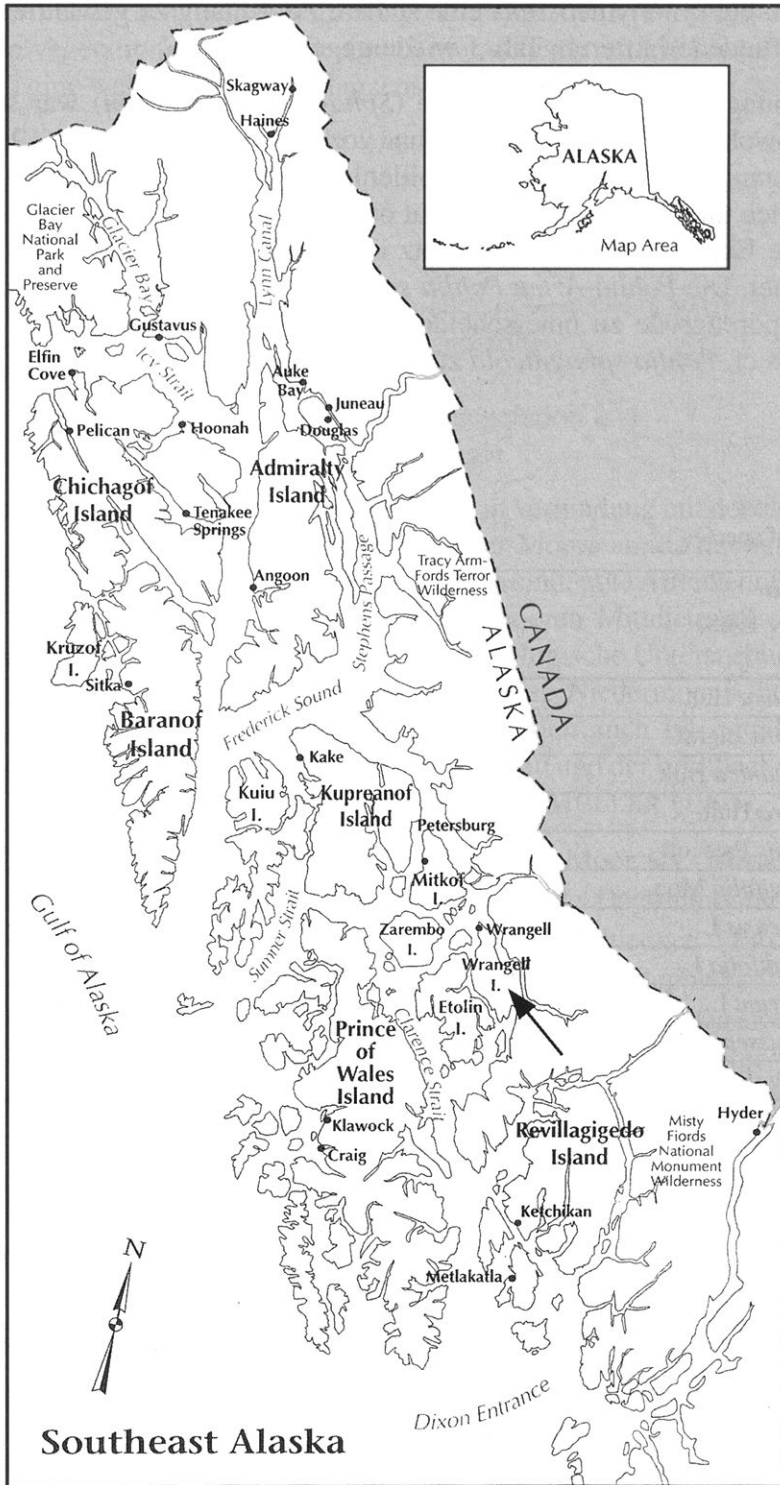 Skagway
Haines
ALASKA
Map Area
Glacier
Bay
National
Park
and
Preserve
Glacier Bay
Lynn Canal
Gustavus
Icy Strait
Elfin
Cove
Auke
Bay
Juneau
Douglas
Pelican
Hoonah
Admiralty
Island
Chichagof
Island
Tenakee
Springs
Angoon
Stephens Passage
Tracy Arm-
Fords Terror
Wilderness
CANADA
ALASKA
Kruzof
I.
Sitka
Baranof
Island
Frederick Sound
Kake
Kuiu
I.
Kupreanof
Island
Petersburg
Mitkof
I.
Gulf of Alaska
Sumner Strait
Zarembo
I.
Wrangell
Wrangell
I.
Etolin
I.
Prince
of
Wales
Island
Clarence Strait
Klawock
Craig
Revillagigedo
Island
Misty
Fiords
National
Monument
Wilderness
Hyder
Ketchikan
Metlakatla
N
Dixon Entrance
Southeast Alaska